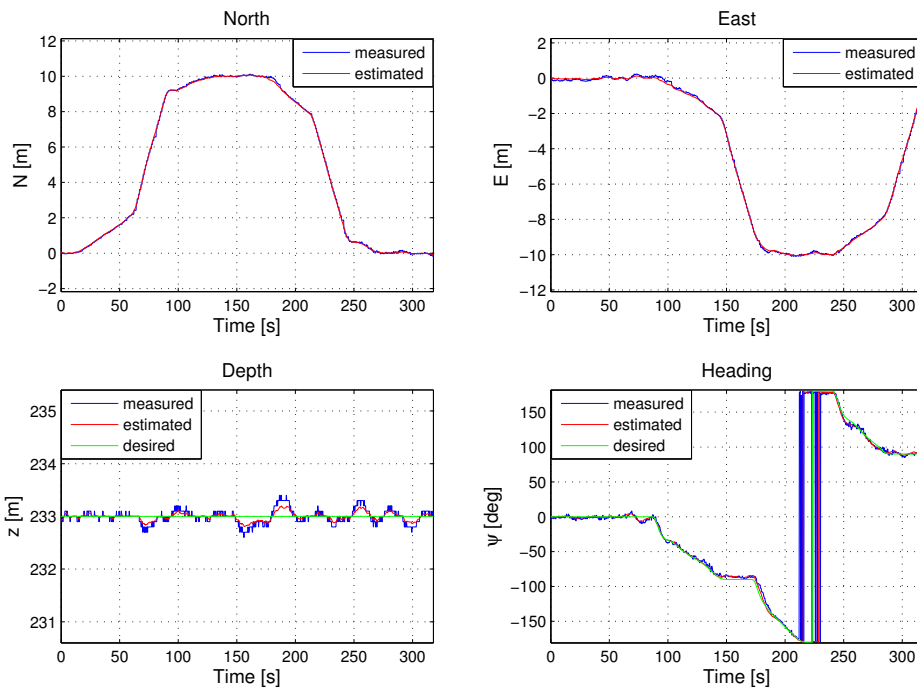 North
12
10
8
6
4
2
0
−2
N [m]
0 50 100 150 200 250 300
Time [s]
measured
estimated
East
2
0
−2
−4
−6
−8
−10
−12
E [m]
0 50 100 150 200 250 300
Time [s]
measured
estimated
Depth
235
234
233
232
231
z [m]
0 50 100 150 200 250 300
Time [s]
measured
estimated
desired
Heading
150
100
50
0
−50
−100
−150
ψ [deg]
0 50 100 150 200 250 300
Time [s]
measured
estimated
desired